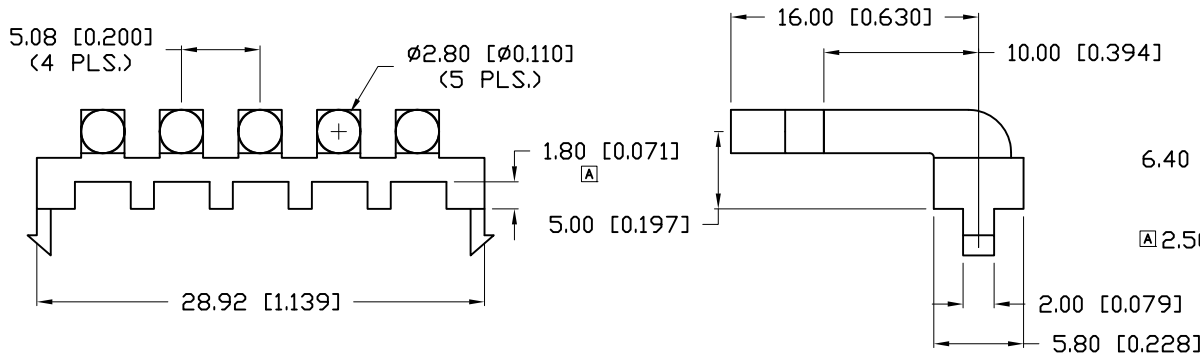 5.08 [0.200]
(4 PLS.)
Ø2.80 [Ø0.110]
(5 PLS.)
1.80 [0.071]
A
5.00 [0.197]
28.92 [1.139]
16.00 [0.630]
10.00 [0.394]
6.40
A 2.50
2.00 [0.079]
5.80 [0.228]